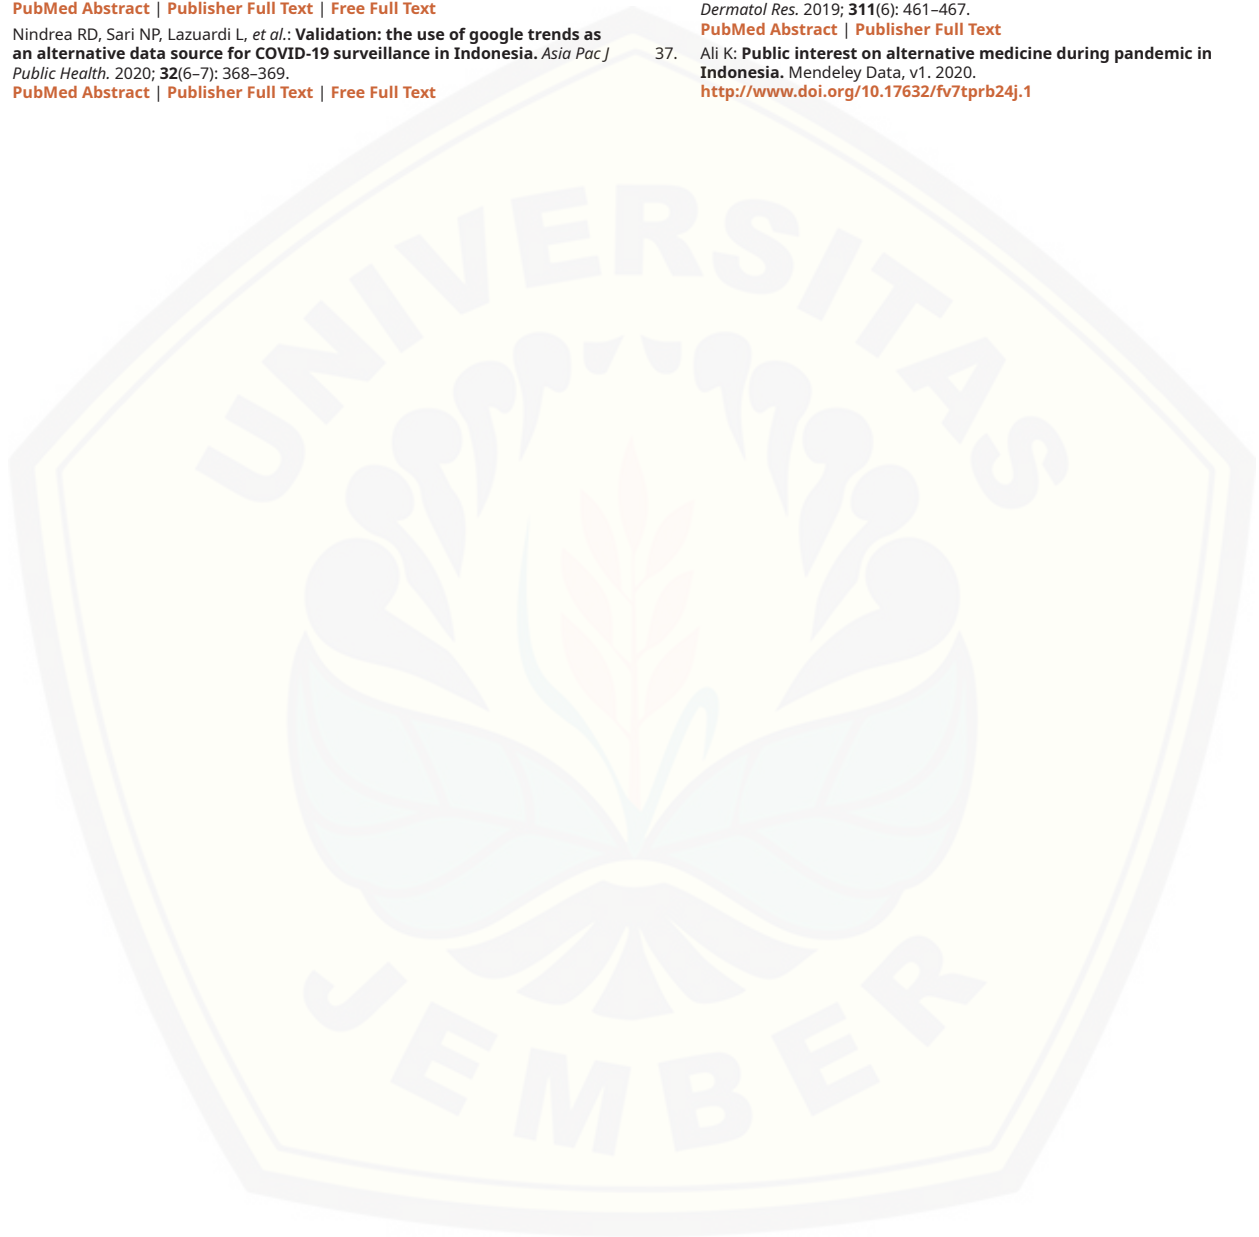 PubMed Abstract | Publisher Full Text | Free Full Text
Nindrea RD, Sari NP, Lazuardi L, et al.: Validation: the use of google trends as
an alternative data source for COVID-19 surveillance in Indonesia. Asia Pac J
Public Health. 2020; 32(6–7): 368–369.
PubMed Abstract | Publisher Full Text | Free Full Text
Dermatol Res. 2019; 311(6): 461–467.
PubMed Abstract | Publisher Full Text
37. Ali K: Public interest on alternative medicine during pandemic in
Indonesia. Mendeley Data, v1. 2020.
http://www.doi.org/10.17632/fv7tprb24j.1
UNIVERSITAS
JEMBER